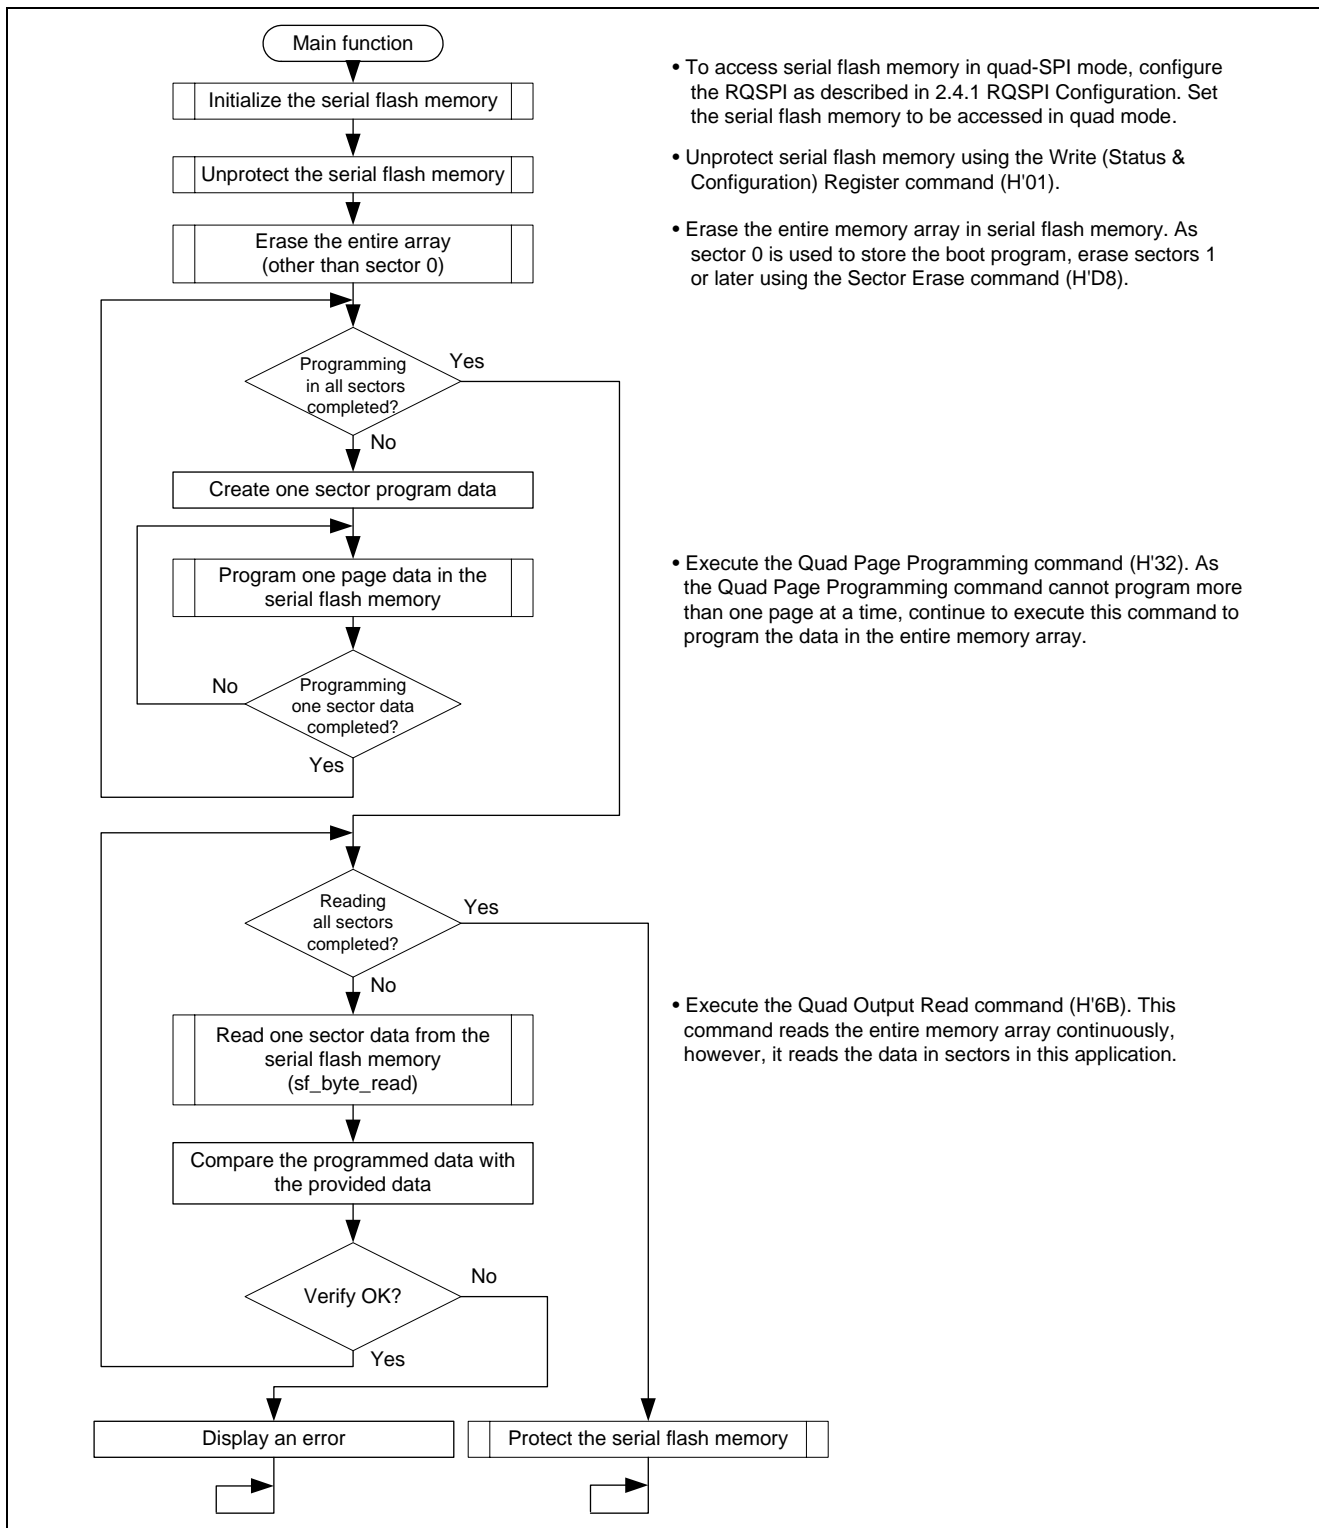 Main function
Initialize the serial flash memory
• To access serial flash memory in quad-SPI mode, configure
the RQSPI as described in 2.4.1 RQSPI Configuration. Set
the serial flash memory to be accessed in quad mode.
Unprotect the serial flash memory
• Unprotect serial flash memory using the Write (Status &
Configuration) Register command (H'01).
Erase the entire array
(other than sector 0)
• Erase the entire memory array in serial flash memory. As
sector 0 is used to store the boot program, erase sectors 1
or later using the Sector Erase command (H'D8).
Programming
in all sectors
completed?
Yes
No
Create one sector program data
Program one page data in the
serial flash memory
• Execute the Quad Page Programming command (H'32). As
the Quad Page Programming command cannot program more
than one page at a time, continue to execute this command to
program the data in the entire memory array.
No
Programming
one sector data
completed?
Yes
Reading
all sectors
completed?
Yes
No
Read one sector data from the
serial flash memory
(sf_byte_read)
• Execute the Quad Output Read command (H'6B). This
command reads the entire memory array continuously,
however, it reads the data in sectors in this application.
Compare the programmed data with
the provided data
Verify OK?
No
Yes
Display an error
Protect the serial flash memory